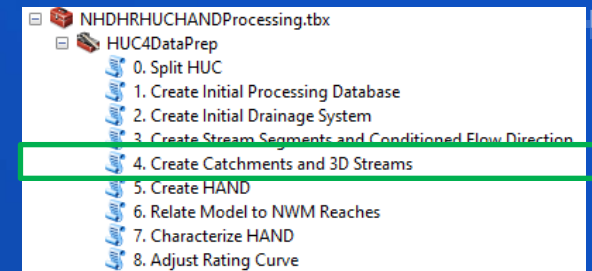 NHDHRHUCHANDProcessing.tbx
HUC4DataPrep
0. Split HUC
1. Create Initial Processing Database
2. Create Initial Drainage System
3. Create Stream Segments and Conditioned Flow Direction
4. Create Catchments and 3D Streams
5. Create HAND
6. Relate Model to NWM Reaches
7. Characterize HAND
8. Adjust Rating Curve